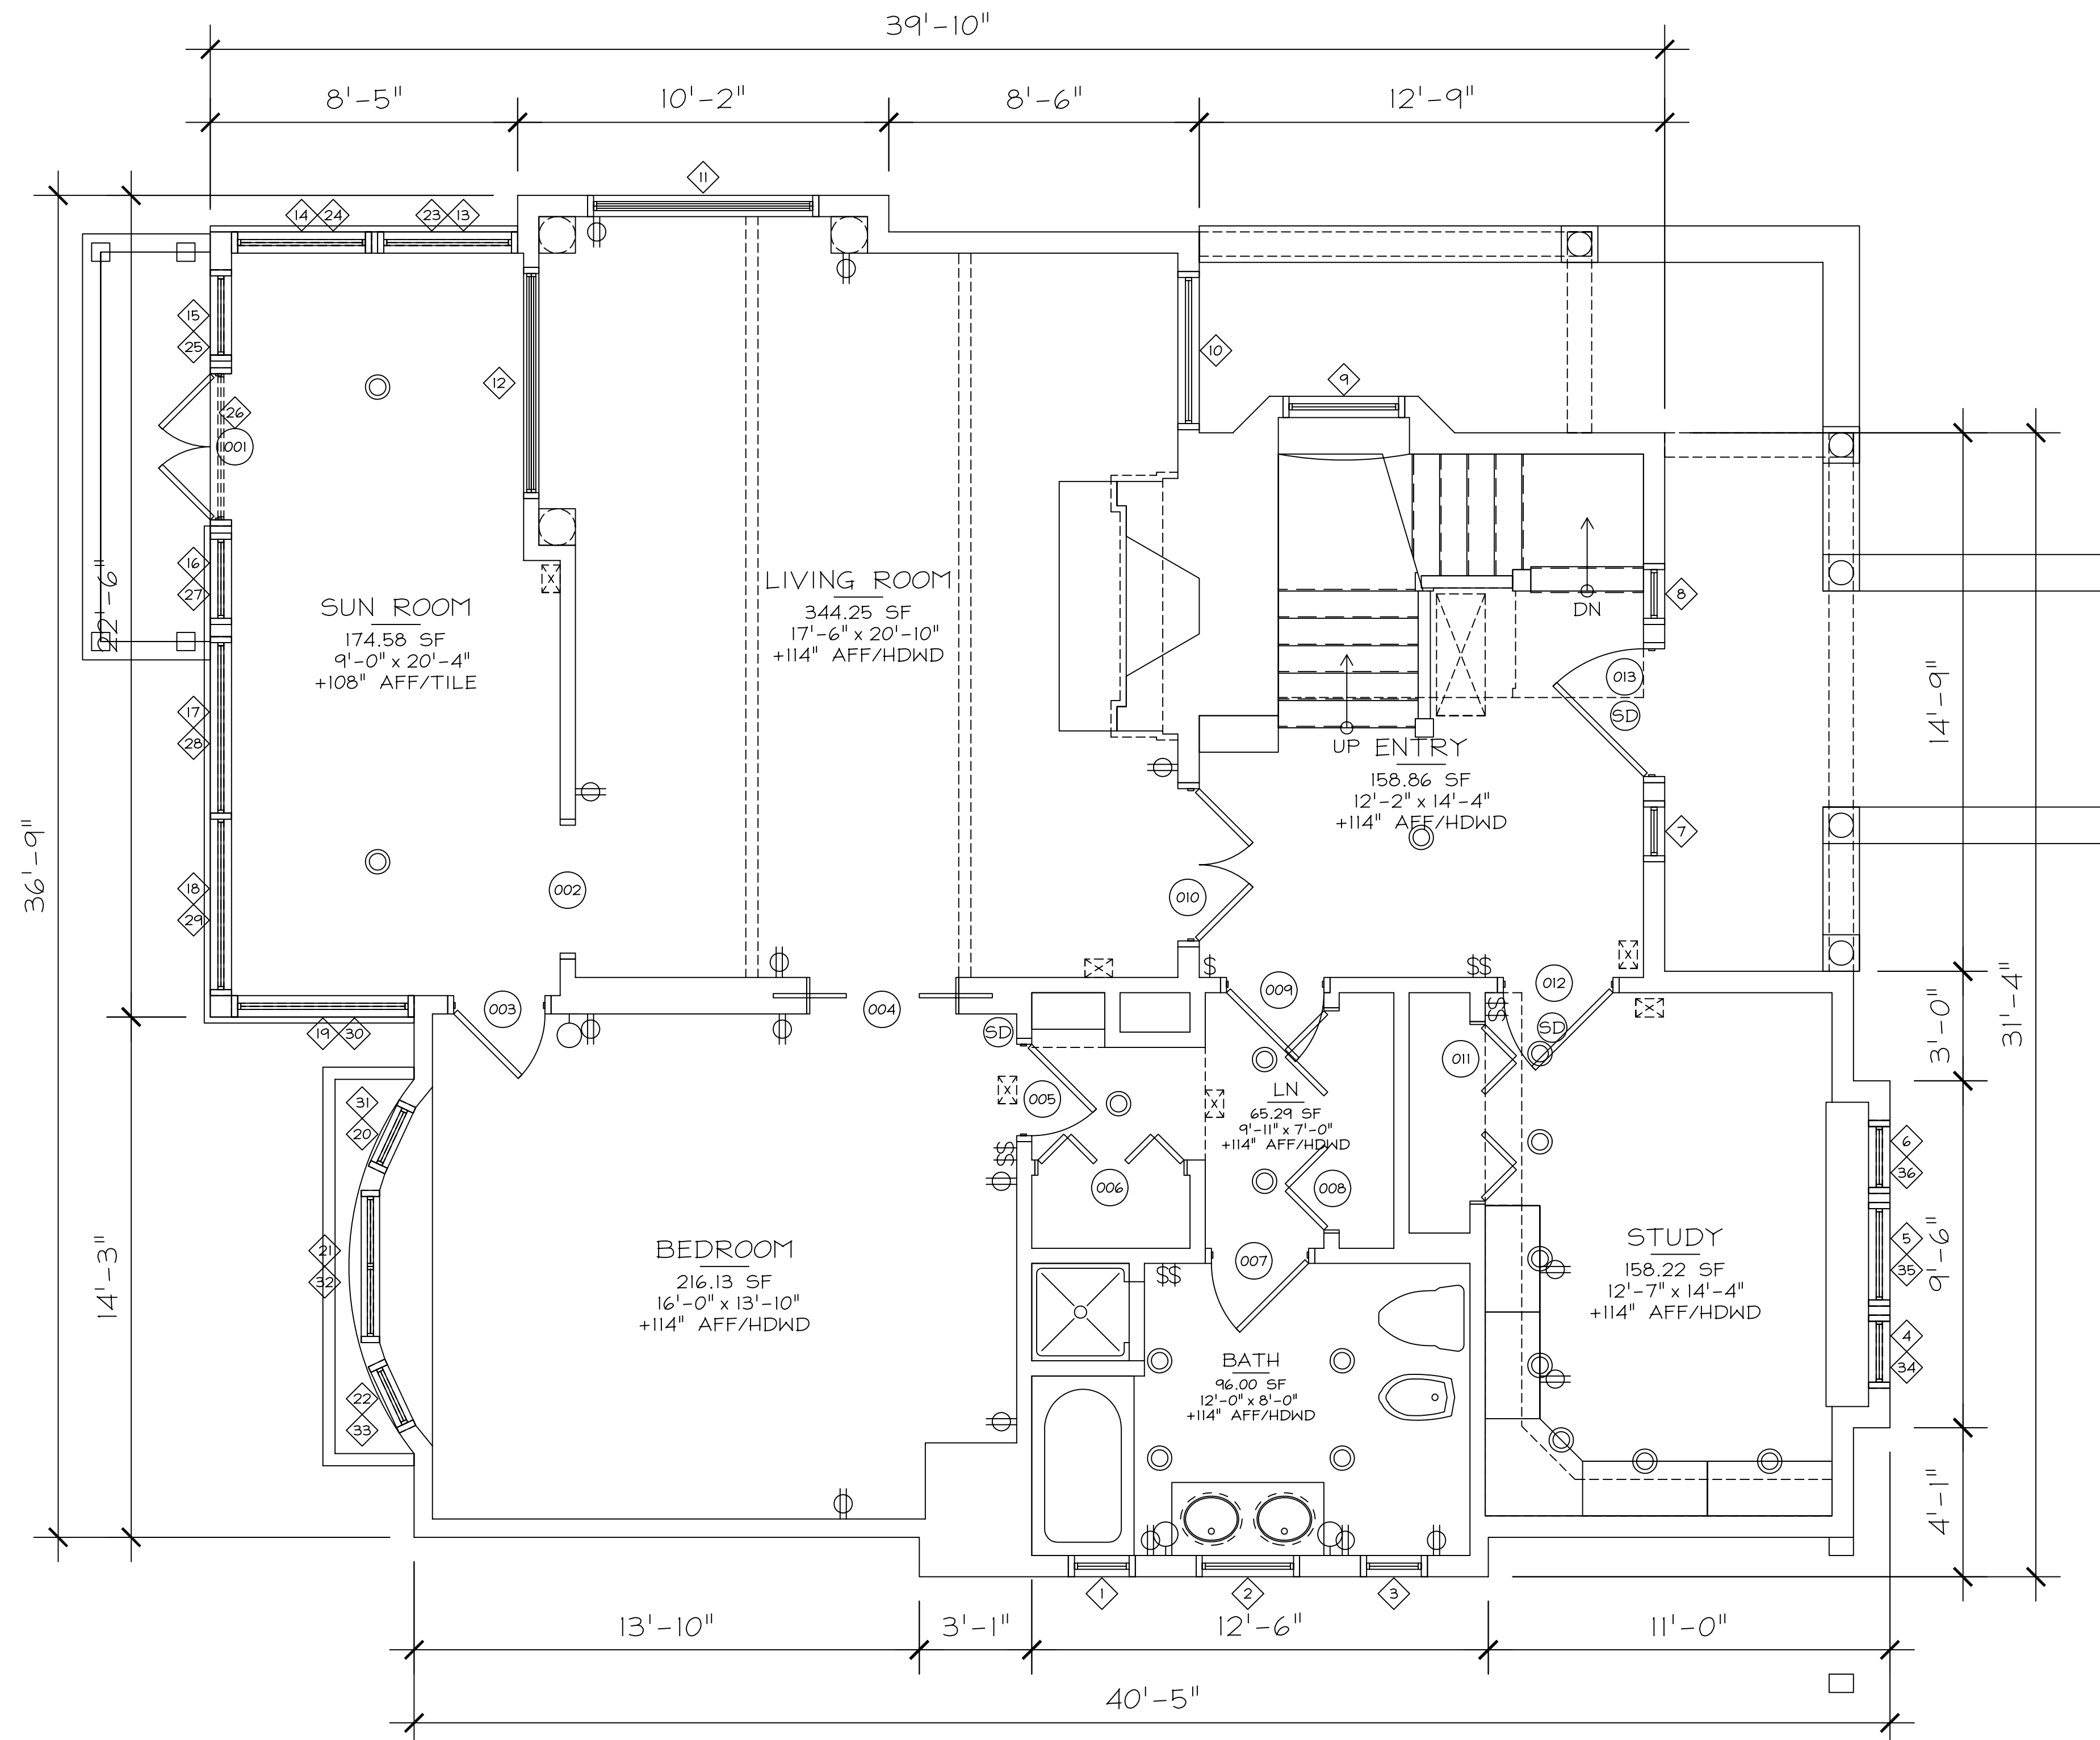 39'-10"
8'-5"
10'-2"
8'-6"
12'-9"
11
14 24 23 13
15
25
12
10
9
26
001
22'-6"
16
27
SUN ROOM
174.58 SF
9'-0" x 20'-4"
+108" AFF/TILE
LIVING ROOM
344.25 SF
17'-6" x 20'-10"
+114" AFF/HDWD
X
DN
8
013
SD
17
28
UP
ENTRY
158.86 SF
12'-2" x 14'-4"
+114" AFF/HDWD
7
14'-9"
36'-9"
18
29
002
010
X
$
$$
X
012
003
004
009
$$
X
SD
SD
19 30
3'-0"
31'-4"
011
31
20
X
005
X
LN
65.29 SF
9'-11" x 7'-0"
+114" AFF/HDWD
6
36
$$
006
008
14'-3"
21
32
BEDROOM
216.13 SF
16'-0" x 13'-10"
+114" AFF/HDWD
$$
007
STUDY
158.22 SF
12'-7" x 14'-4"
+114" AFF/HDWD
5
35
9'-6"
4
34
22
33
BATH
96.00 SF
12'-0" x 8'-0"
+114" AFF/HDWD
4'-1"
1
2
3
13'-10"
3'-1"
12'-6"
11'-0"
40'-5"